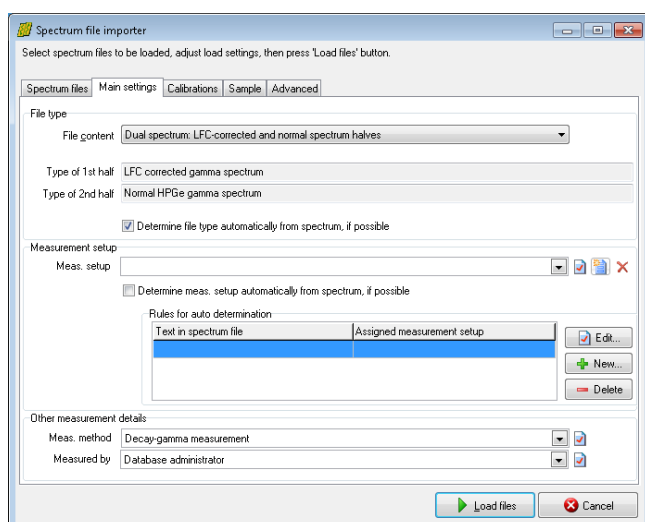 Spectrum file importer
Select spectrum files to be loaded, adjust load settings, then press 'Load files' button.
Spectrum files Main settings Calibrations Sample Advanced
File type
File content Dual spectrum: LFC-corrected and normal spectrum halves
Type of 1st half LFC corrected gamma spectrum
Type of 2nd half Normal HPGe gamma spectrum
Determine file type automatically from spectrum, if possible
Measurement setup
Meas. setup
Determine meas. setup automatically from spectrum, if possible
Rules for auto determination
Text in spectrum file Assigned measurement setup
Edit...
New...
Delete
Other measurement details
Meas. method Decay-gamma measurement
Measured by Database administrator
Load files Cancel